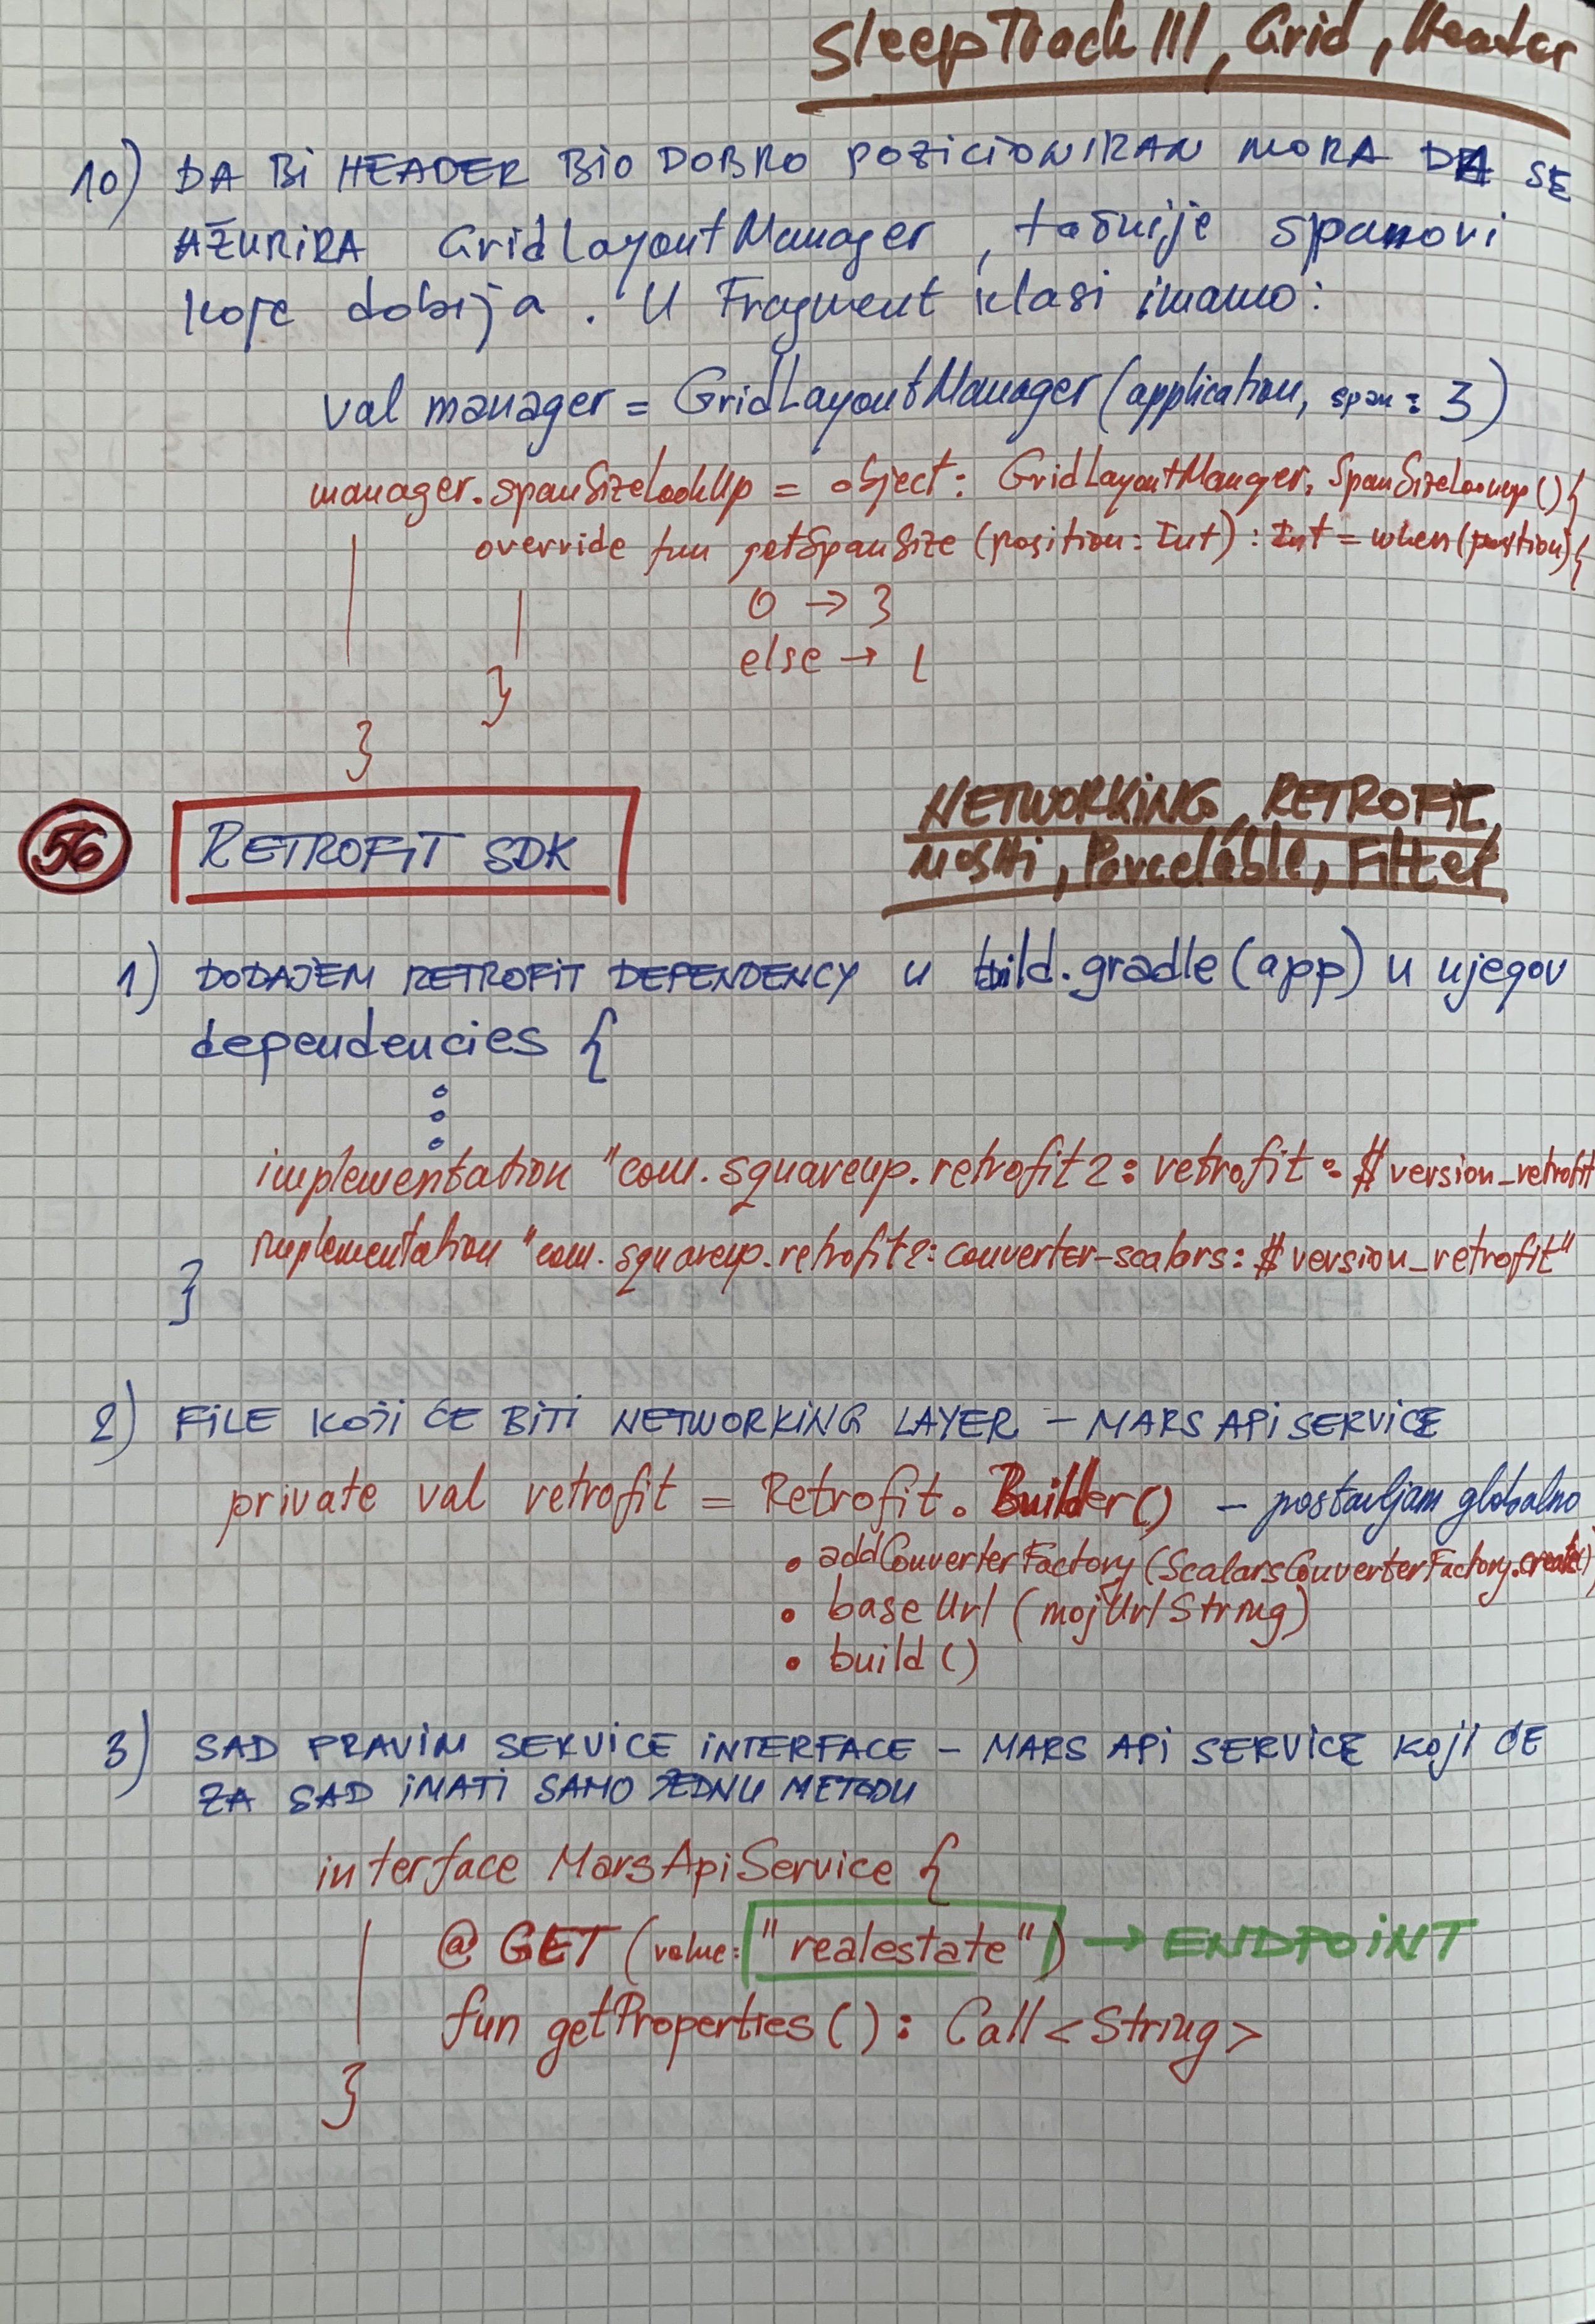 SleepTrack III, Grid, Header
10) DA BI HEADER BIO DOBRO POZICIONIRAN MORA DA SE
AŽURIRA GridLayoutManager, tačnije spanovi
koje dobija. U Fragment klasi imamo:
val manager = GridLayoutManager(application, span: 3)
manager.spanSizeLookUp = object: GridLayoutManger.SpanSizeLookup(){
override fun getSpanSize (position: Int) : Int = when(position){
0 → 3
else → 1
}
}
56 RETROFIT SDK
NETWORKING, RETROFIT,
MOSHI, Parcelable, Filter
1) DODAJEM RETROFIT DEPENDENCY u build.gradle (app) u njegov
dependencies {
implementation "com.squareup.retrofit2: retrofit: $version_retrofit
implementation "com.squareup.retrofit2: converter-scalars: $version_retrofit"
}
2) FILE KOJI ĆE BITI NETWORKING LAYER – MARS API SERVICE
private val retrofit = Retrofit.Builder() – postavljam globalno
.addConverterFactory (ScalarsConverterFactory.create()
.baseUrl (mojUrlString)
.build ()
3) SAD PRAVIM SERVICE INTERFACE – MARS API SERVICE KOJI ĆE
ZA SAD IMATI SAMO JEDNU METODU
interface MarsApiService {
@GET (value: "realestate") → ENDPOINT
fun getProperties () : Call<String>
}